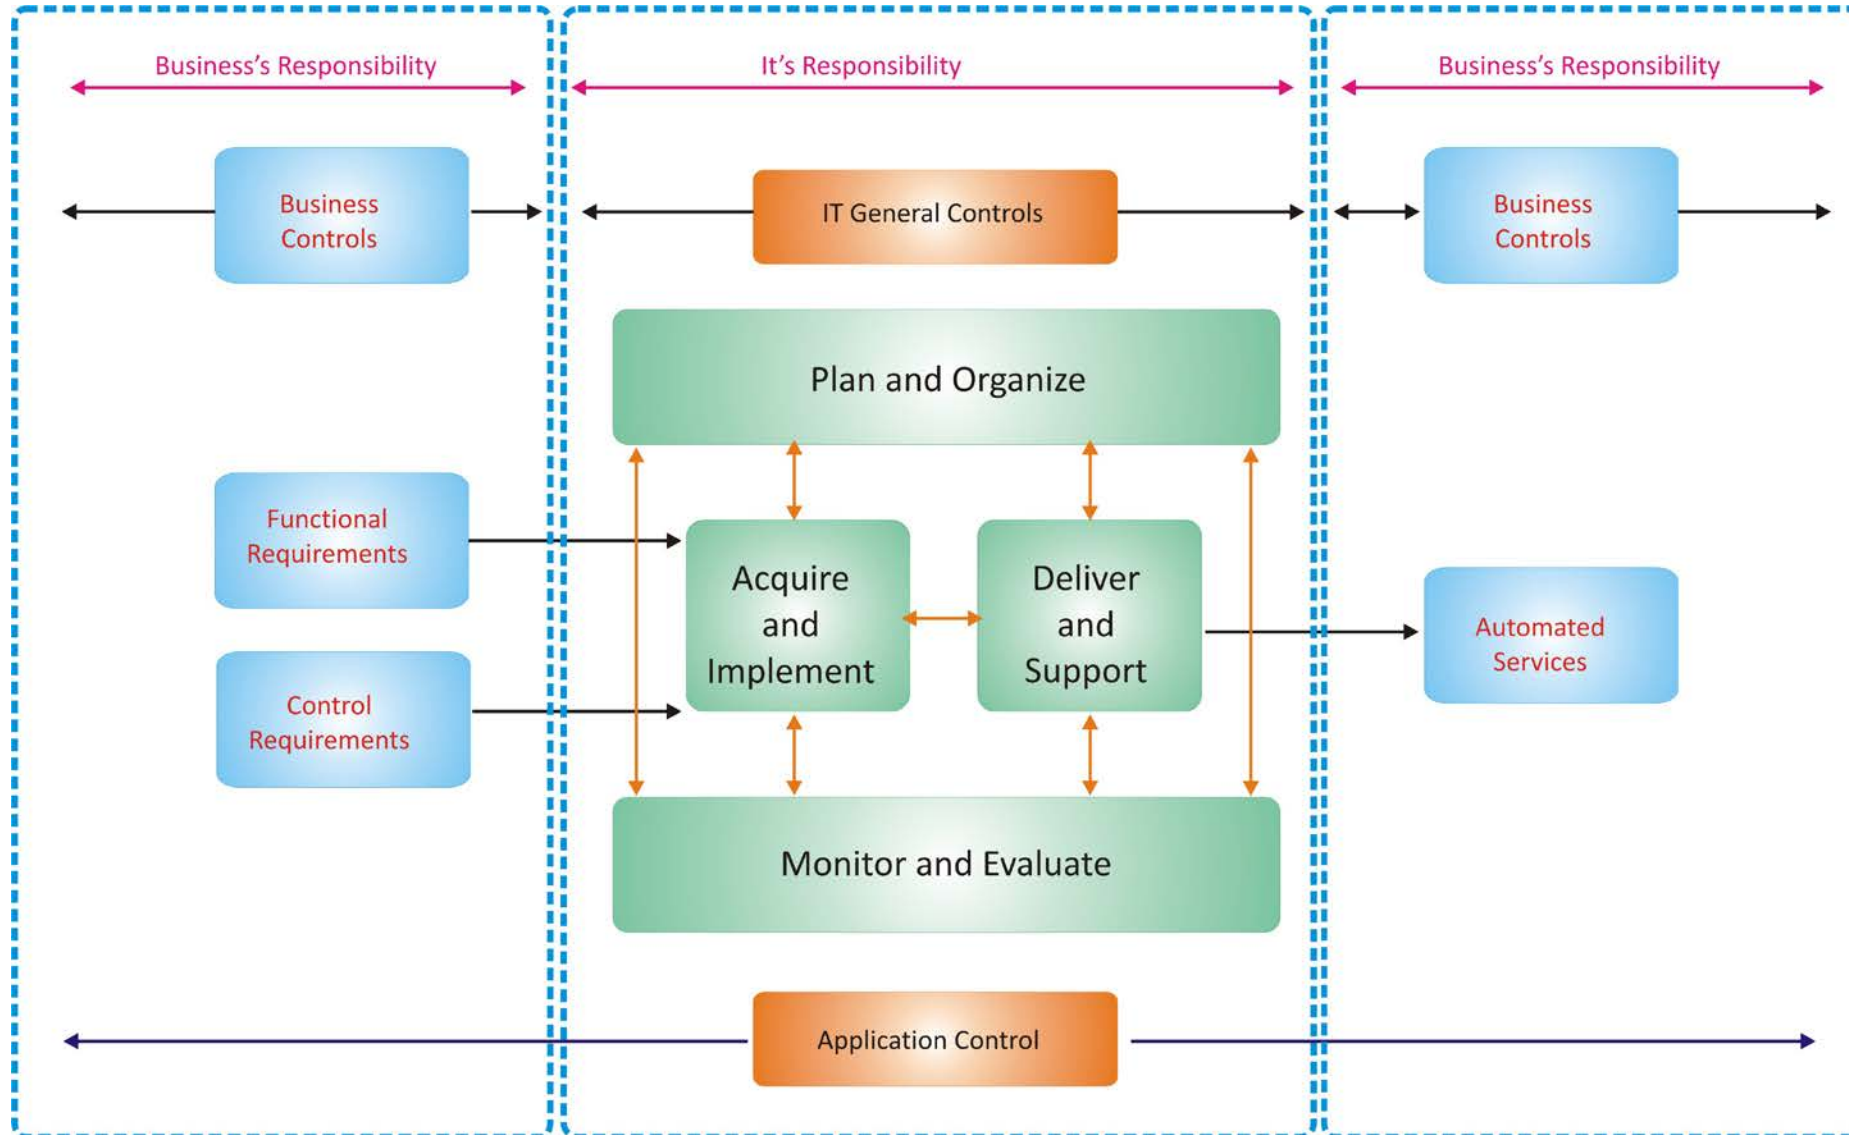 Business's Responsibility
It's Responsibility
Business's Responsibility
Business
Controls
IT General Controls
Business
Controls
Plan and Organize
Functional
Requirements
Acquire
and
Implement
Deliver
and
Support
Automated
Services
Control
Requirements
Monitor and Evaluate
Application Control